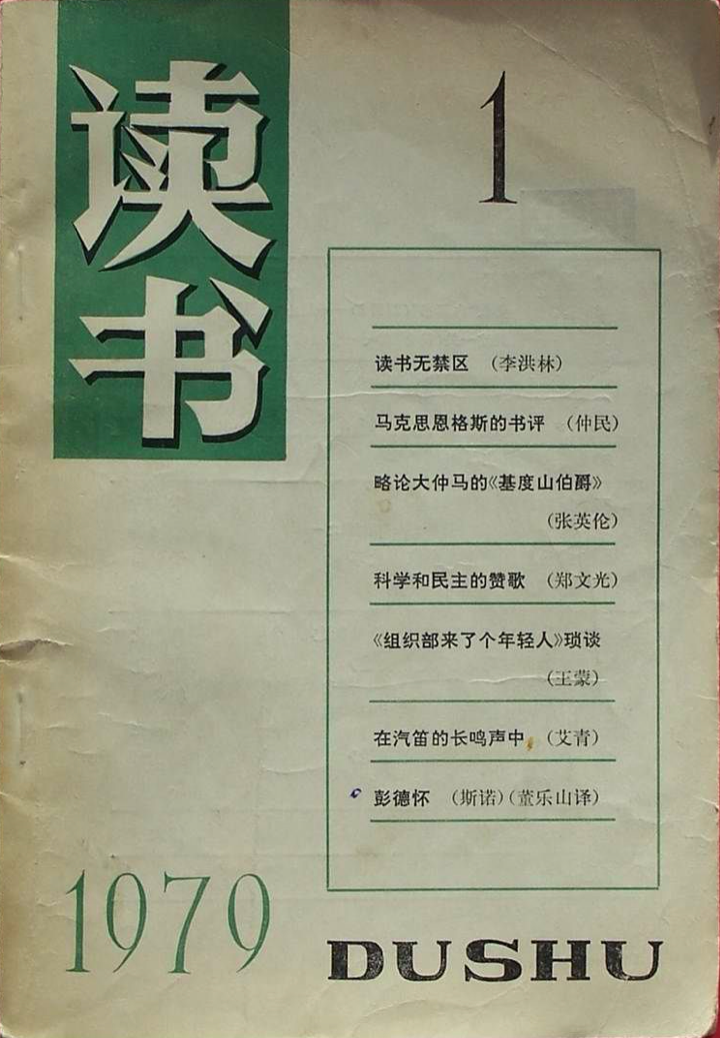 读书
1
读书无禁区 （李洪林）
马克思恩格斯的书评 （仲民）
略论大仲马的《基度山伯爵》
（张英伦）
科学和民主的赞歌 （郑文光）
《组织部来了个年轻人》琐谈
（王蒙）
在汽笛的长鸣声中 （艾青）
彭德怀 （斯诺）（董乐山译）
1979
DUSHU